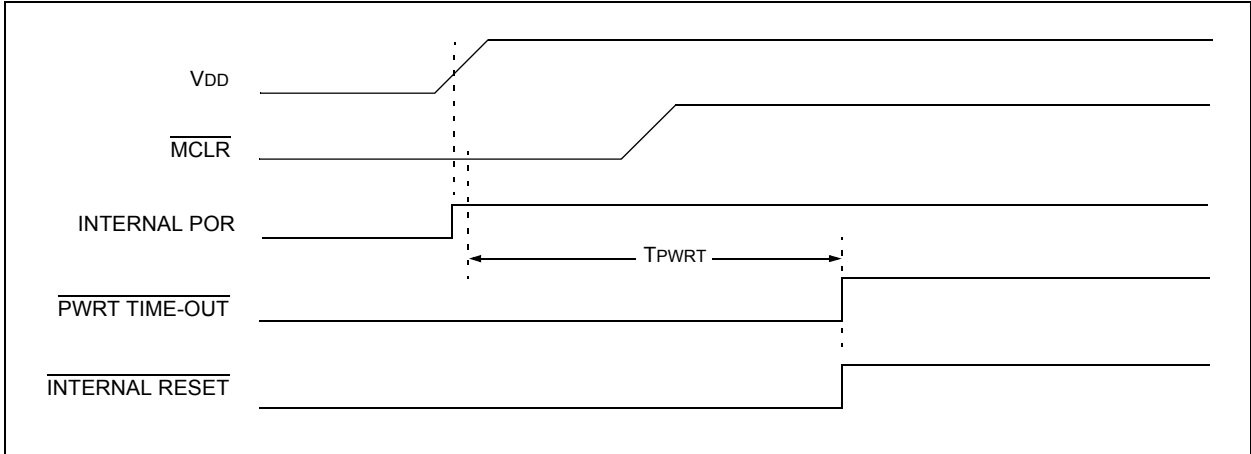 VDD
MCLR
INTERNAL POR
TPWRT
PWRT TIME-OUT
INTERNAL RESET